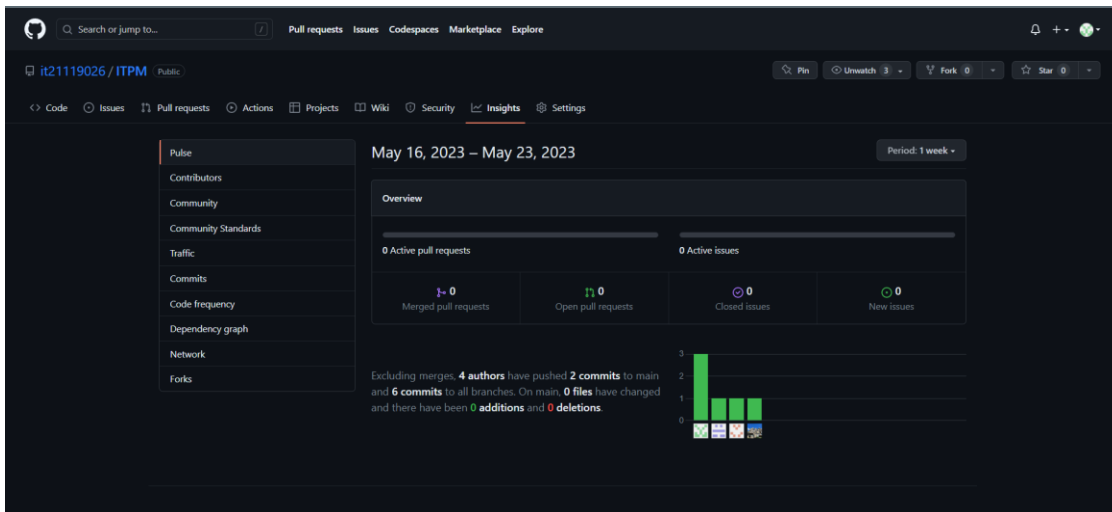 Search or jump to... /
Pull requests Issues Codespaces Marketplace Explore
it21119026 / ITPM Public
Pin Unwatch 3 Fork 0 Star 0
Code Issues Pull requests Actions Projects Wiki Security Insights Settings
Pulse
Contributors
Community
Community Standards
Traffic
Commits
Code frequency
Dependency graph
Network
Forks
May 16, 2023 – May 23, 2023
Period: 1 week
Overview
0 Active pull requests
0 Active issues
0
Merged pull requests
0
Open pull requests
0
Closed issues
0
New issues
Excluding merges, 4 authors have pushed 2 commits to main
and 6 commits to all branches. On main, 0 files have changed
and there have been 0 additions and 0 deletions.
3
2
1
0